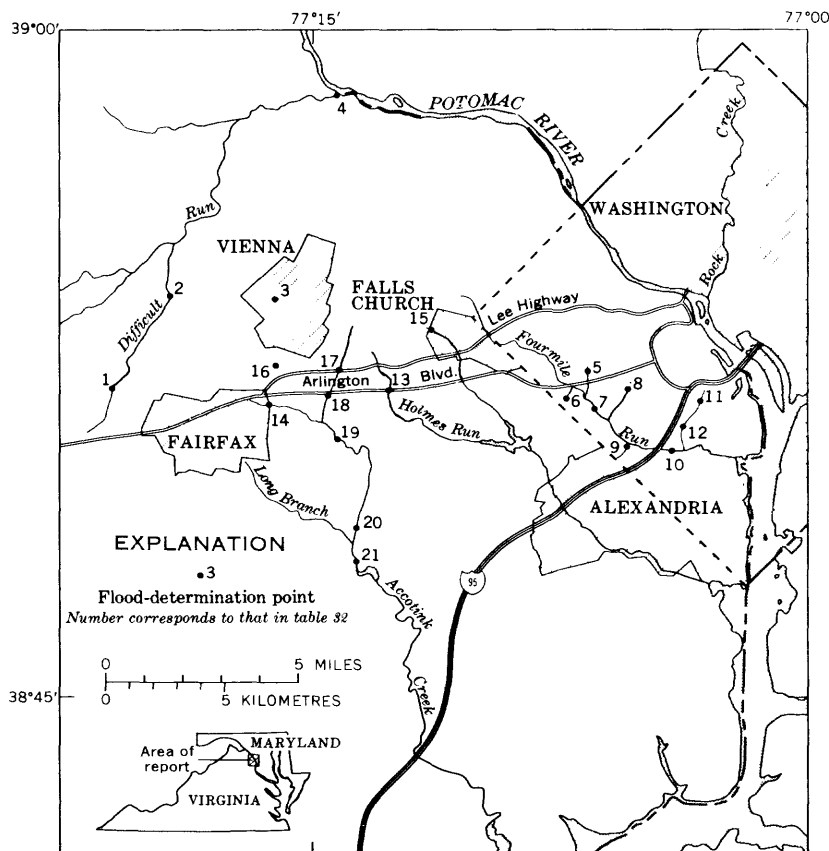 77°15'
77°00
39°00'
4
POTOMAC
RIVER
Creek
WASHINGTON
Run
VIENNA
Rock
2
3
FALLS
CHURCH
Lee Highway
Difficult
15
Fourmile
1
16
17
Arlington
Blvd.
13
5
6
7
8
11
14
18
Holmes Run
12
FAIRFAX
19
Run
9
10
Long Branch
ALEXANDRIA
20
EXPLANATION
21
3
95
Flood-determination point
Accotink
Number corresponds to that in table 32
0 5 MILES
0 5 KILOMETRES
38°45'
Creek
MARYLAND
Area of
report
VIRGINIA